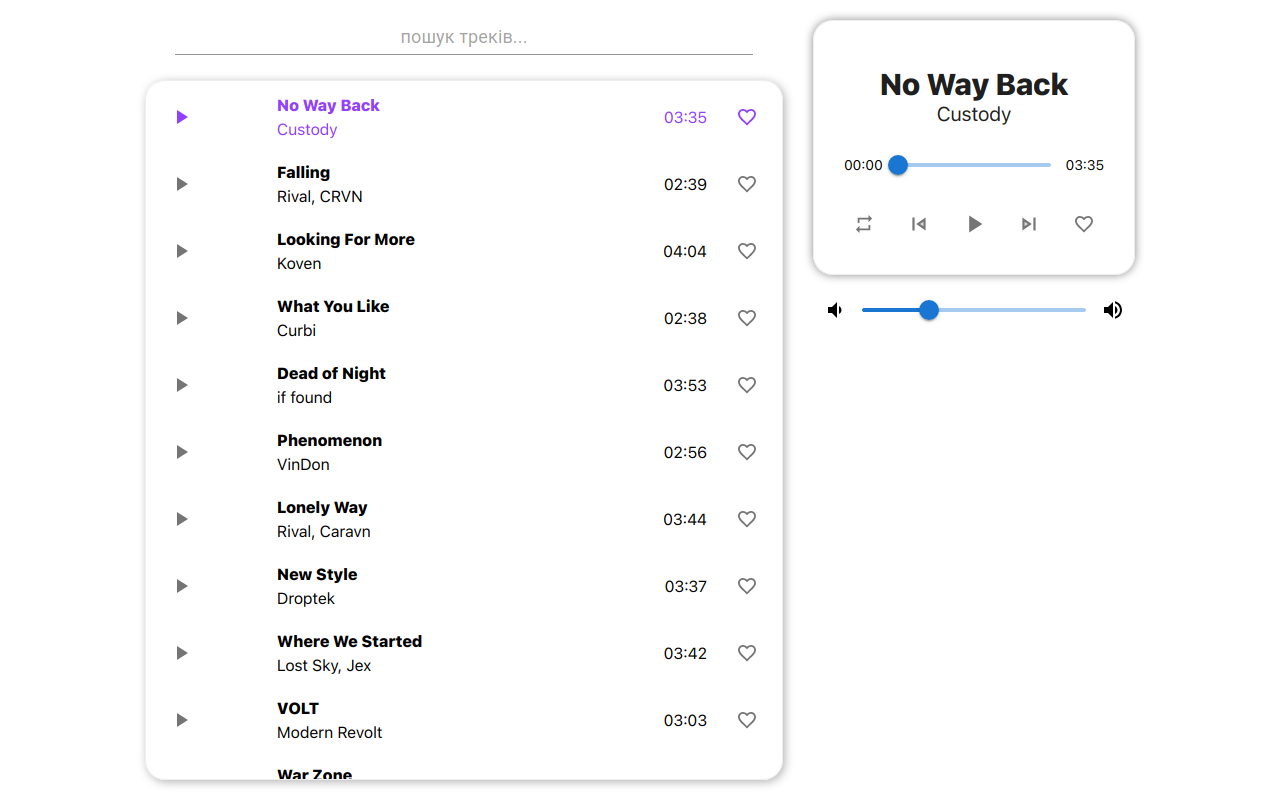 пошук треків...
No Way Back
Custody
03:35
Falling
Rival, CRVN
02:39
Looking For More
Koven
04:04
What You Like
Curbi
02:38
Dead of Night
if found
03:53
Phenomenon
VinDon
02:56
Lonely Way
Rival, Caravn
03:44
New Style
Droptek
03:37
Where We Started
Lost Sky, Jex
03:42
VOLT
Modern Revolt
03:03
War Zone
No Way Back
Custody
00:00
03:35